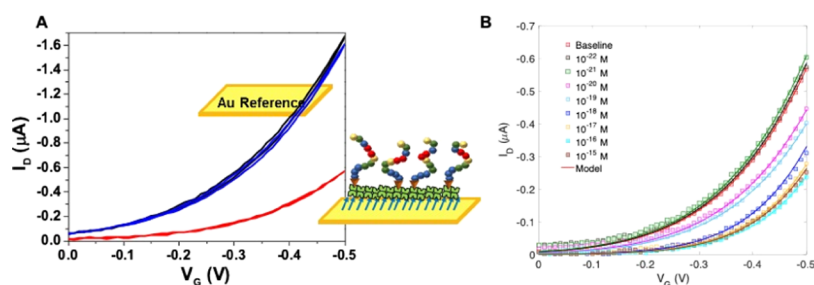 A
-1.6
-1.4
-1.2
-1.0
-0.8
-0.6
-0.4
-0.2
0.0
I_D (μA)
0.0 -0.1 -0.2 -0.3 -0.4 -0.5
V_G (V)
Au Reference
B
-0.7
-0.6
-0.5
-0.4
-0.3
-0.2
-0.1
0
I_D (μA)
0 -0.1 -0.2 -0.3 -0.4 -0.5
V_G (V)
Baseline
10⁻²² M
10⁻²¹ M
10⁻²⁰ M
10⁻¹⁹ M
10⁻¹⁸ M
10⁻¹⁷ M
10⁻¹⁶ M
10⁻¹⁵ M
Model